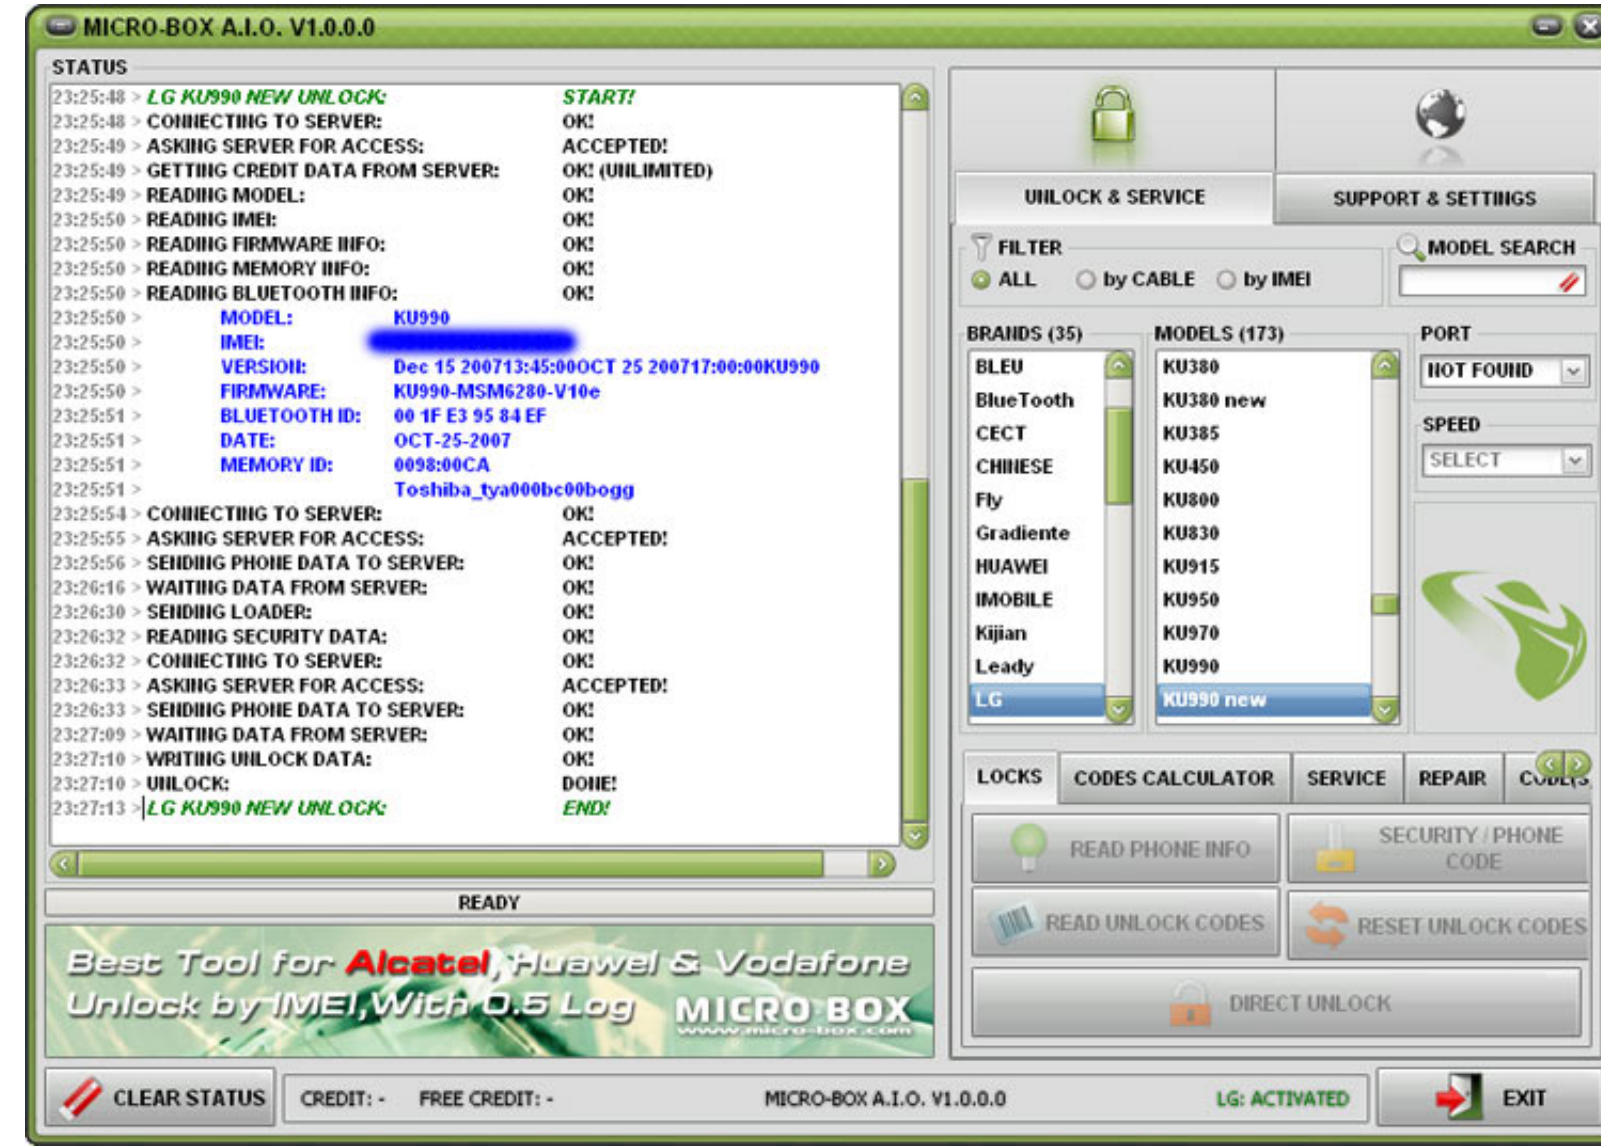 MICRO-BOX A.I.O. V1.0.0.0
STATUS
23:25:48 > LG KU990 NEW UNLOCK: START!
23:25:48 > CONNECTING TO SERVER: OK!
23:25:49 > ASKING SERVER FOR ACCESS: ACCEPTED!
23:25:49 > GETTING CREDIT DATA FROM SERVER: OK! (UNLIMITED)
23:25:49 > READING MODEL: OK!
23:25:50 > READING IMEI: OK!
23:25:50 > READING FIRMWARE INFO: OK!
23:25:50 > READING MEMORY INFO: OK!
23:25:50 > READING BLUETOOTH INFO: OK!
23:25:50 > MODEL: KU990
23:25:50 > IMEI:
23:25:50 > VERSION: Dec 15 200713:45:00OCT 25 200717:00:00KU990
23:25:50 > FIRMWARE: KU990-MSM6280-V10e
23:25:51 > BLUETOOTH ID: 00 1F E3 95 84 EF
23:25:51 > DATE: OCT-25-2007
23:25:51 > MEMORY ID: 0098:00CA
23:25:51 > Toshiba_tya000bc00bogg
23:25:54 > CONNECTING TO SERVER: OK!
23:25:55 > ASKING SERVER FOR ACCESS: ACCEPTED!
23:25:56 > SENDING PHONE DATA TO SERVER: OK!
23:26:16 > WAITING DATA FROM SERVER: OK!
23:26:30 > SENDING LOADER: OK!
23:26:32 > READING SECURITY DATA: OK!
23:26:32 > CONNECTING TO SERVER: OK!
23:26:33 > ASKING SERVER FOR ACCESS: ACCEPTED!
23:26:33 > SENDING PHONE DATA TO SERVER: OK!
23:27:09 > WAITING DATA FROM SERVER: OK!
23:27:10 > WRITING UNLOCK DATA: OK!
23:27:10 > UNLOCK: DONE!
23:27:13 > LG KU990 NEW UNLOCK: END!
READY
Best Tool for Alcatel, Huawei & Vodafone
Unlock by IMEI, With 0.5 Log MICRO BOX
www.micro-box.com
CLEAR STATUS
CREDIT: - FREE CREDIT: - MICRO-BOX A.I.O. V1.0.0.0 LG: ACTIVATED
EXIT
UNLOCK & SERVICE
SUPPORT & SETTINGS
FILTER
ALL by CABLE by IMEI
MODEL SEARCH
BRANDS (35)
BLEU
BlueTooth
CECT
CHINESE
Fly
Gradiente
HUAWEI
IMOBILE
Kijian
Leady
LG
MODELS (173)
KU380
KU380 new
KU385
KU450
KU800
KU830
KU915
KU950
KU970
KU990
KU990 new
PORT
NOT FOUND
SPEED
SELECT
LOCKS CODES CALCULATOR SERVICE REPAIR
READ PHONE INFO
SECURITY / PHONE
CODE
READ UNLOCK CODES
RESET UNLOCK CODES
DIRECT UNLOCK